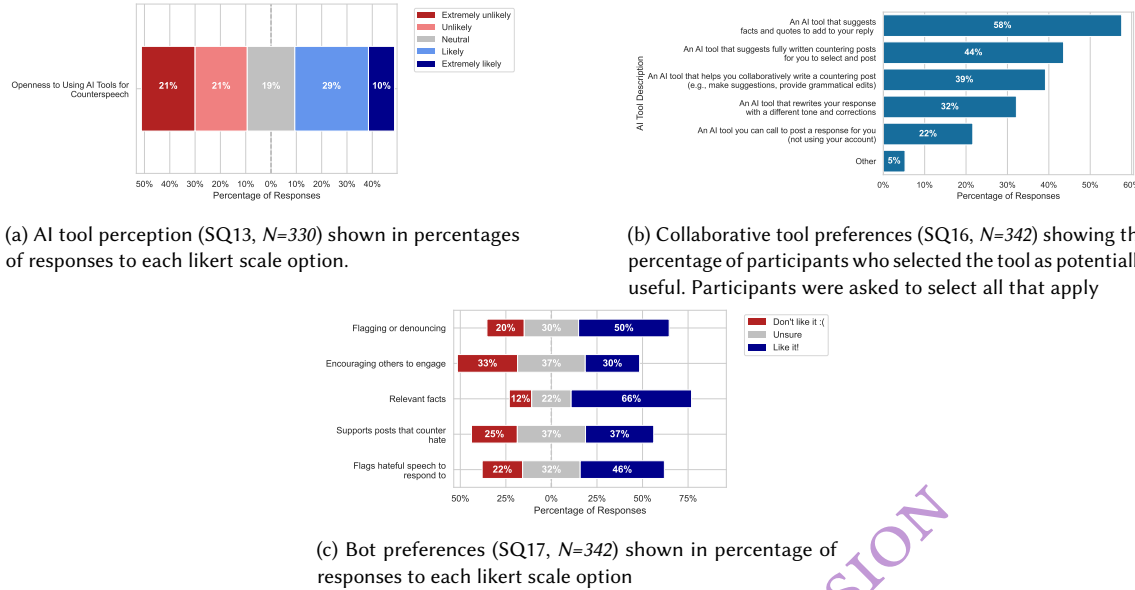 Extremely unlikely
Unlikely
Neutral
Likely
Extremely likely
Openness to Using AI Tools for
Counterspeech
21% 21% 19% 29% 10%
50% 40% 30% 20% 10% 0% 10% 20% 30% 40%
Percentage of Responses
(a) AI tool perception (SQ13, N=330) shown in percentages
of responses to each likert scale option.
AI Tool Description
An AI tool that suggests
facts and quotes to add to your reply
58%
An AI tool that suggests fully written countering posts
for you to select and post
44%
An AI tool that helps you collaboratively write a countering post
(e.g., make suggestions, provide grammatical edits)
39%
An AI tool that rewrites your response
with a different tone and corrections
32%
An AI tool you can call to post a response for you
(not using your account)
22%
Other
5%
0% 10% 20% 30% 40% 50% 60%
Percentage of Responses
(b) Collaborative tool preferences (SQ16, N=342) showing th
percentage of participants who selected the tool as potentiall
useful. Participants were asked to select all that apply
Don't like it :(
Unsure
Like it!
Flagging or denouncing
20% 30% 50%
Encouraging others to engage
33% 37% 30%
Relevant facts
12% 22% 66%
Supports posts that counter
hate
25% 37% 37%
Flags hateful speech to
respond to
22% 32% 46%
50% 25% 0% 25% 50% 75%
Percentage of Responses
(c) Bot preferences (SQ17, N=342) shown in percentage of
responses to each likert scale option
SION